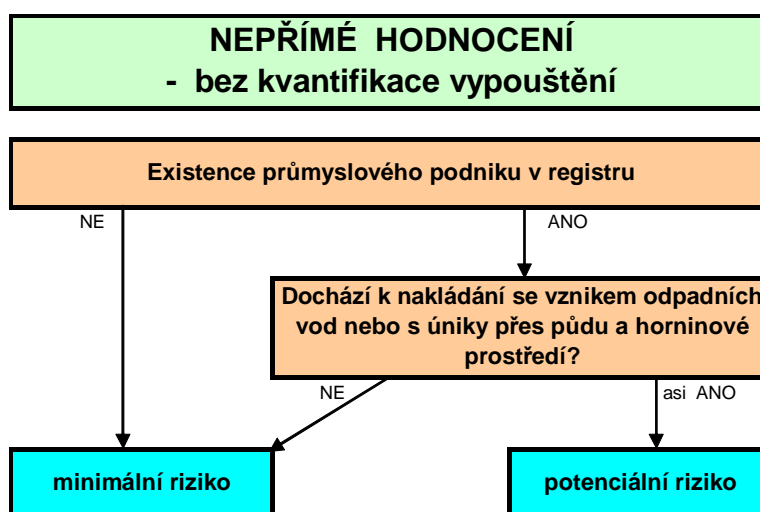 NEPŘÍMÉ HODNOCENÍ
- bez kvantifikace vypouštění
Existence průmyslového podniku v registru
NE
ANO
Dochází k nakládání se vznikem odpadních
vod nebo s úniky přes půdu a horninové
prostředí?
NE
asi ANO
minimální riziko
potenciální riziko